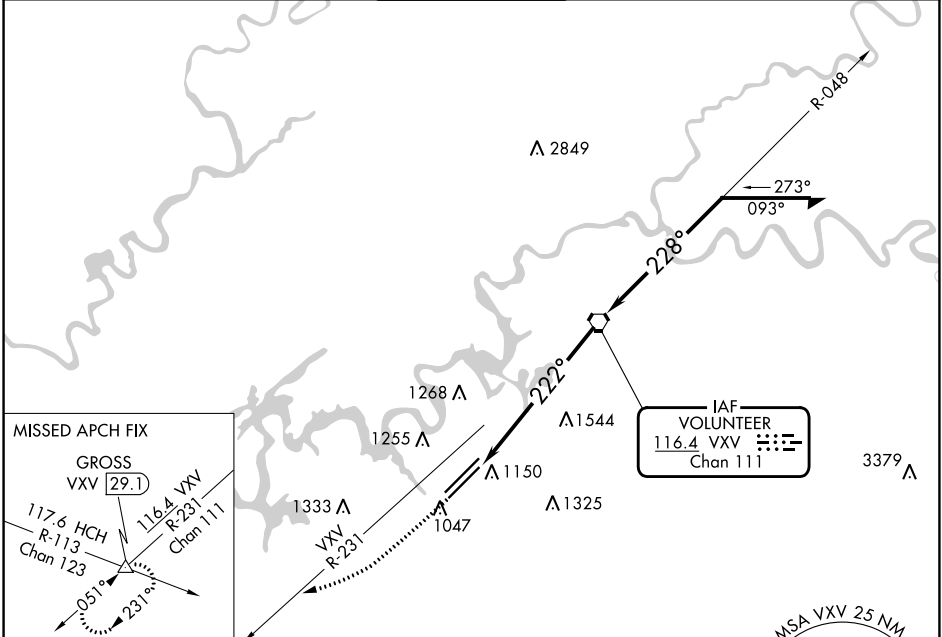 R-048
2849
273°
093°
228°
222°
1268
1544
1255
IAF
VOLUNTEER
116.4 VXV
Chan 111
3379
1150
1325
1333
1047
VXV
R-231
MISSED APCH FIX
GROSS
VXV 29.1
116.4 VXV
R-231
Chan 111
117.6 HCH
R-113
Chan 123
051°
231°
MSA VXV 25 NM